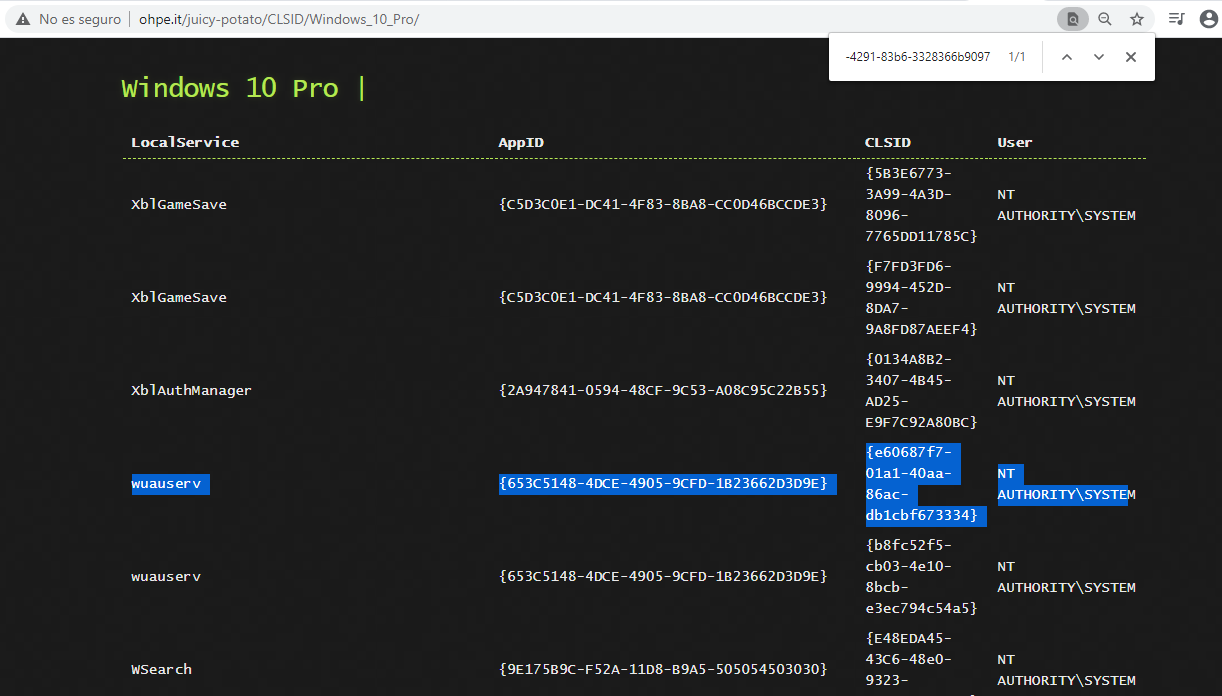 No es seguro | ohpe.it/juicy-potato/CLSID/Windows_10_Pro/
-4291-83b6-3328366b9097 1/1
Windows 10 Pro |
LocalService AppID CLSID User
XblGameSave {C5D3C0E1-DC41-4F83-8BA8-CC0D46BCCDE3} {5B3E6773-
3A99-4A3D-
8096-
7765DD11785C} NT
AUTHORITY\SYSTEM
XblGameSave {C5D3C0E1-DC41-4F83-8BA8-CC0D46BCCDE3} {F7FD3FD6-
9994-452D-
8DA7-
9A8FD87AEEF4} NT
AUTHORITY\SYSTEM
XblAuthManager {2A947841-0594-48CF-9C53-A08C95C22B55} {0134A8B2-
3407-4B45-
AD25-
E9F7C92A80BC} NT
AUTHORITY\SYSTEM
wuauserv {653C5148-4DCE-4905-9CFD-1B23662D3D9E} {e60687f7-
01a1-40aa-
86ac-
db1cbf673334} NT
AUTHORITY\SYSTEM
wuauserv {653C5148-4DCE-4905-9CFD-1B23662D3D9E} {b8fc52f5-
cb03-4e10-
8bcb-
e3ec794c54a5} NT
AUTHORITY\SYSTEM
WSearch {9E175B9C-F52A-11D8-B9A5-505054503030} {E48EDA45-
43C6-48e0-
9323- NT
AUTHORITY\SYSTEM